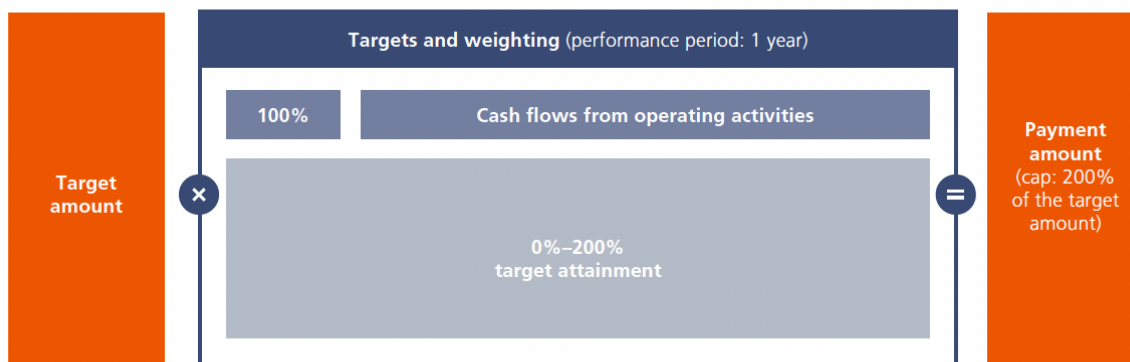 Targets and weighting (performance period: 1 year)
100%
Cash flows from operating activities
Target
amount
×
0%–200%
target attainment
=
Payment
amount
(cap: 200%
of the target
amount)